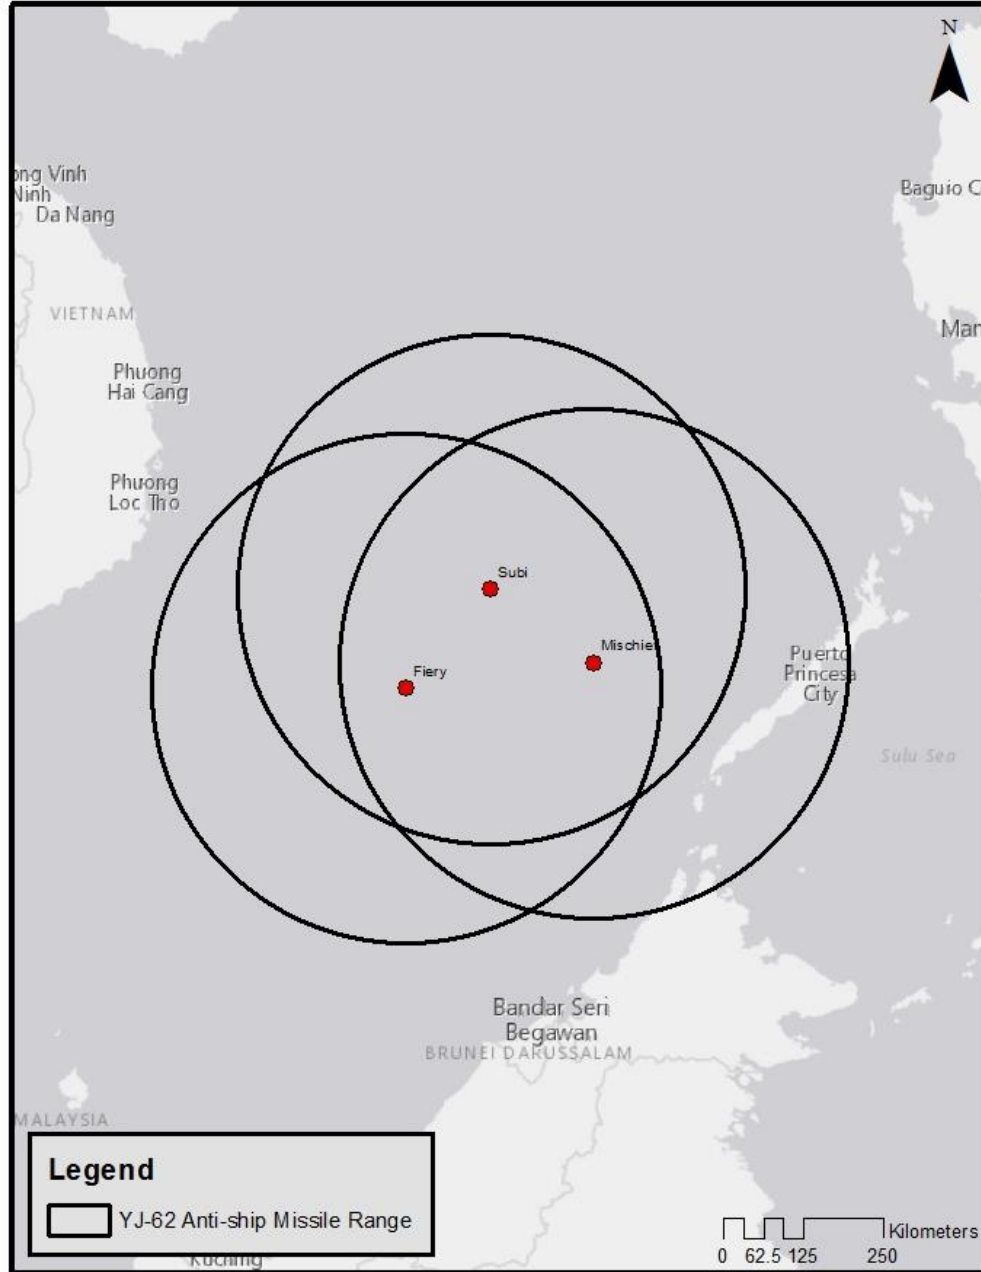 N
ong Vinh
Ninh
Da Nang
Baguio C
VIETNAM
Man
Phuong
Hai Cang
Phuong
Loc Tho
Subi
Mischief
Fiery
Puerto
Princesa
City
Sulu Sea
Bandar Seri
Begawan
BRUNEI DARUSSALAM
MALAYSIA
Legend
YJ-62 Anti-ship Missile Range
Kuching
Kilometers
0 62.5 125 250